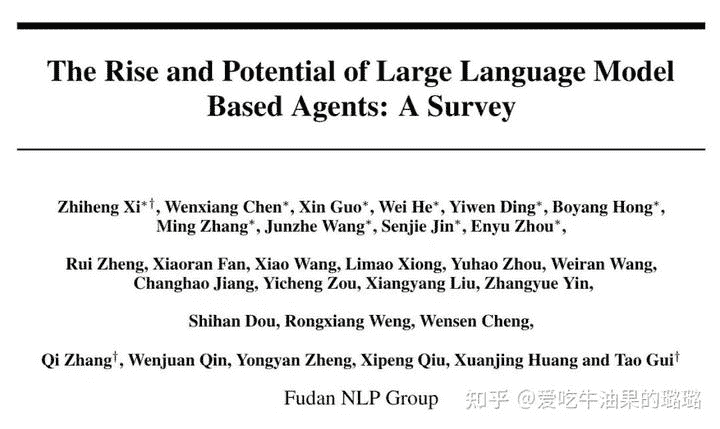 The Rise and Potential of Large Language Model
Based Agents: A Survey
Zhiheng Xi∗†, Wenxiang Chen∗, Xin Guo∗, Wei He∗, Yiwen Ding∗, Boyang Hong∗,
Ming Zhang∗, Junzhe Wang∗, Senjie Jin∗, Enyu Zhou∗,
Rui Zheng, Xiaoran Fan, Xiao Wang, Limao Xiong, Yuhao Zhou, Weiran Wang,
Changhao Jiang, Yicheng Zou, Xiangyang Liu, Zhangyue Yin,
Shihan Dou, Rongxiang Weng, Wensen Cheng,
Qi Zhang†, Wenjuan Qin, Yongyan Zheng, Xipeng Qiu, Xuanjing Huang and Tao Gui†
Fudan NLP Group
知乎 @爱吃牛油果的璐璐